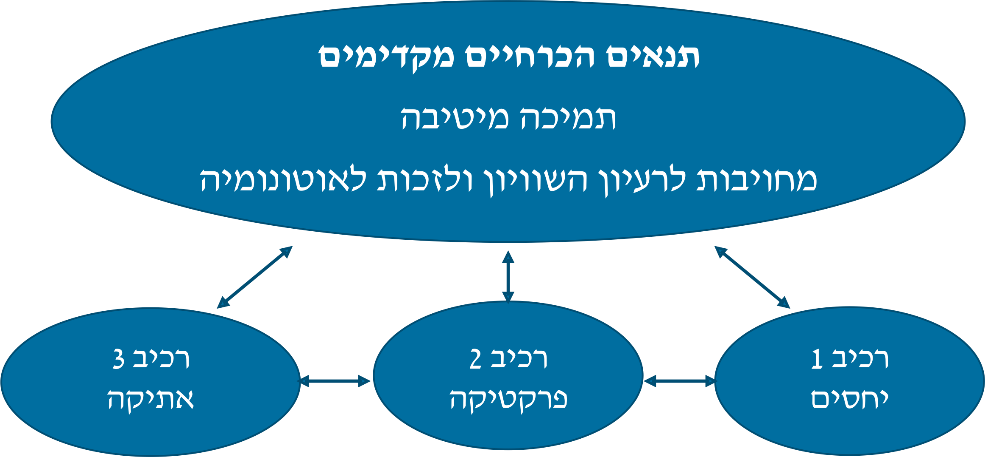 תנאים הכרחיים מקדימים
תמיכה מיטיבה
מחויבות לרעיון השוויון ולזכות לאוטונומיה
רכיב 1
יחסים
רכיב 2
פרקטיקה
רכיב 3
אתיקה